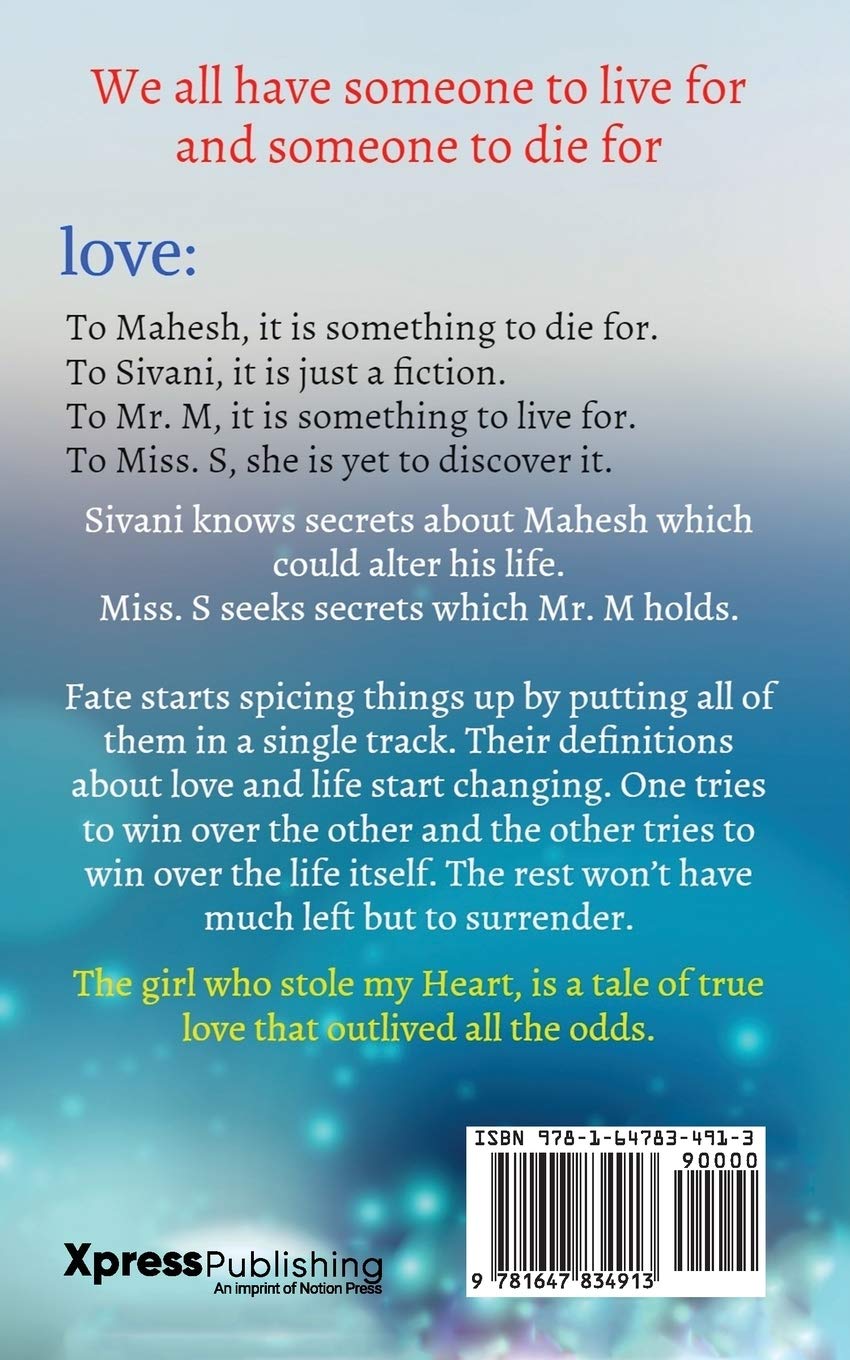 We all have someone to live for
and someone to die for
love:
To Mahesh, it is something to die for.
To Sivani, it is just a fiction.
To Mr. M, it is something to live for.
To Miss. S, she is yet to discover it.
Sivani knows secrets about Mahesh which
could alter his life.
Miss. S seeks secrets which Mr. M holds.
Fate starts spicing things up by putting all of
them in a single track. Their definitions
about love and life start changing. One tries
to win over the other and the other tries to
win over the life itself. The rest won’t have
much left but to surrender.
The girl who stole my Heart, is a tale of true
love that outlived all the odds.
ISBN 978-1-64783-491-3
90000
9 781647 834913
XpressPublishing
An imprint of Notion Press